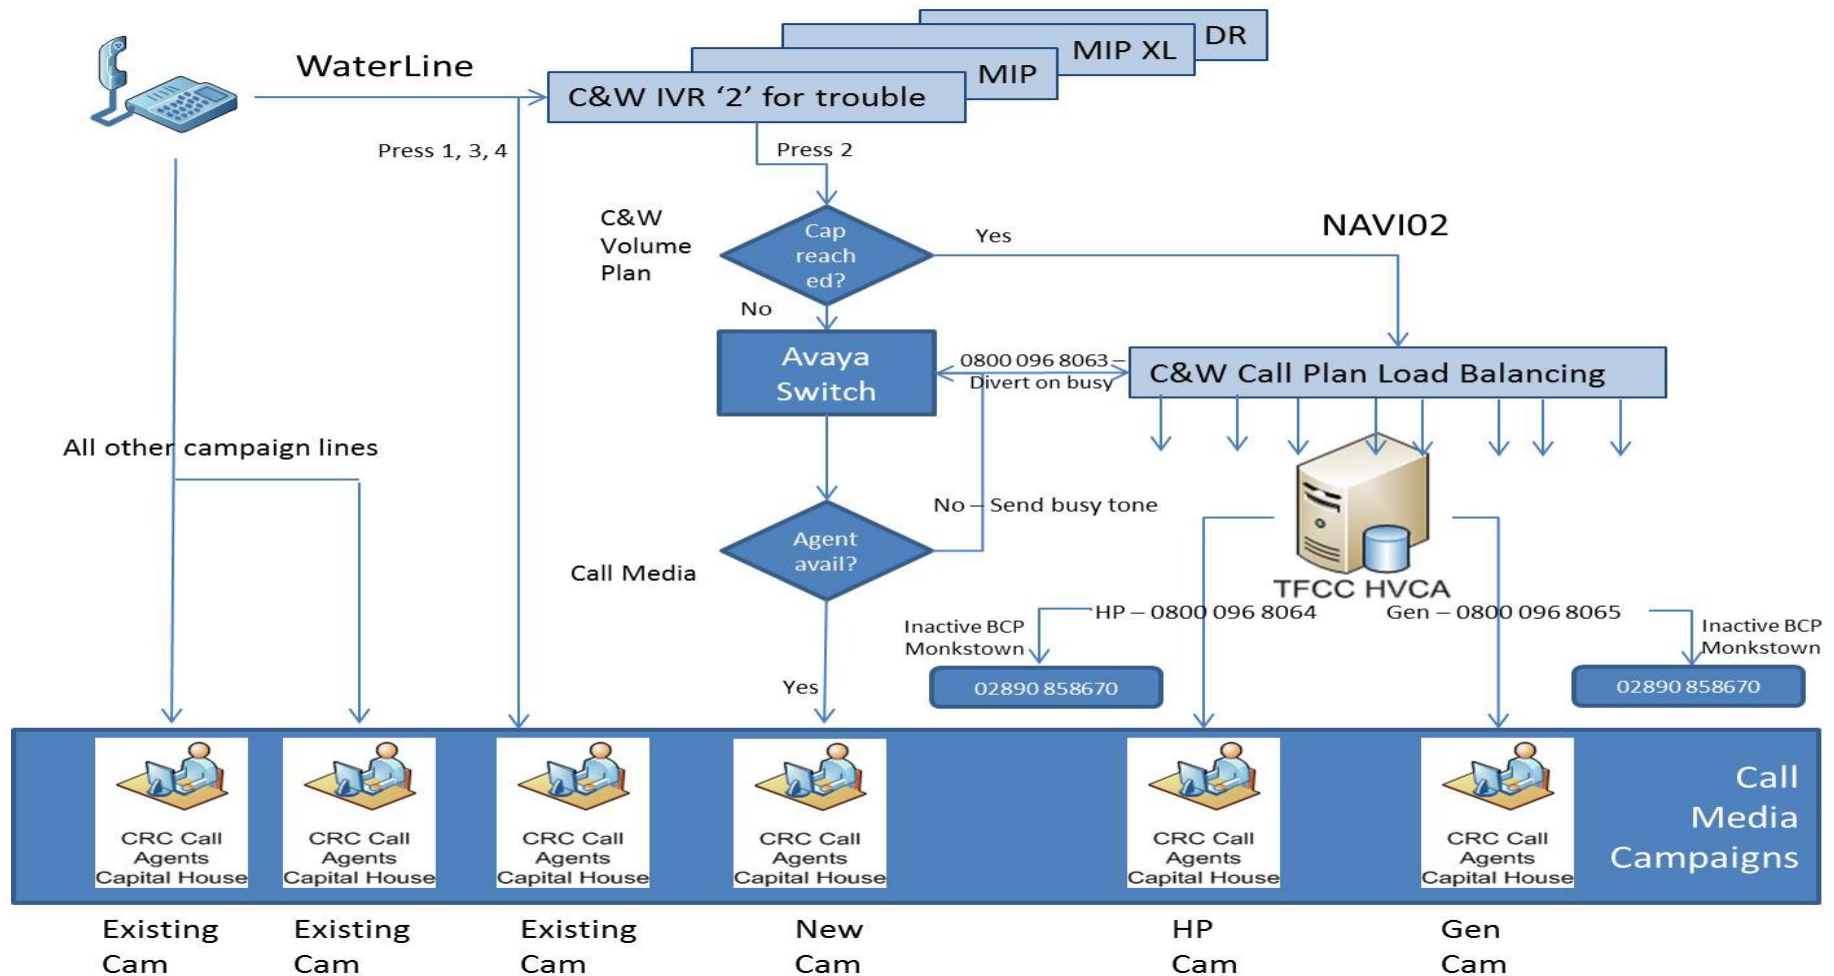 DR
MIP XL
MIP
WaterLine
C&W IVR ‘2’ for trouble
Press 1, 3, 4
Press 2
C&W
Volume
Plan
Cap
reach
ed?
Yes
NAVI02
No
Avaya
Switch
0800 096 8063 –
Divert on busy
C&W Call Plan Load Balancing
All other campaign lines
No – Send busy tone
Agent
avail?
Call Media
TFCC HVCA
HP – 0800 096 8064
Gen – 0800 096 8065
Inactive BCP
Monkstown
Inactive BCP
Monkstown
02890 858670
02890 858670
Yes
CRC Call
Agents
Capital House
CRC Call
Agents
Capital House
CRC Call
Agents
Capital House
CRC Call
Agents
Capital House
CRC Call
Agents
Capital House
CRC Call
Agents
Capital House
Call
Media
Campaigns
Existing
Cam
Existing
Cam
Existing
Cam
New
Cam
HP
Cam
Gen
Cam